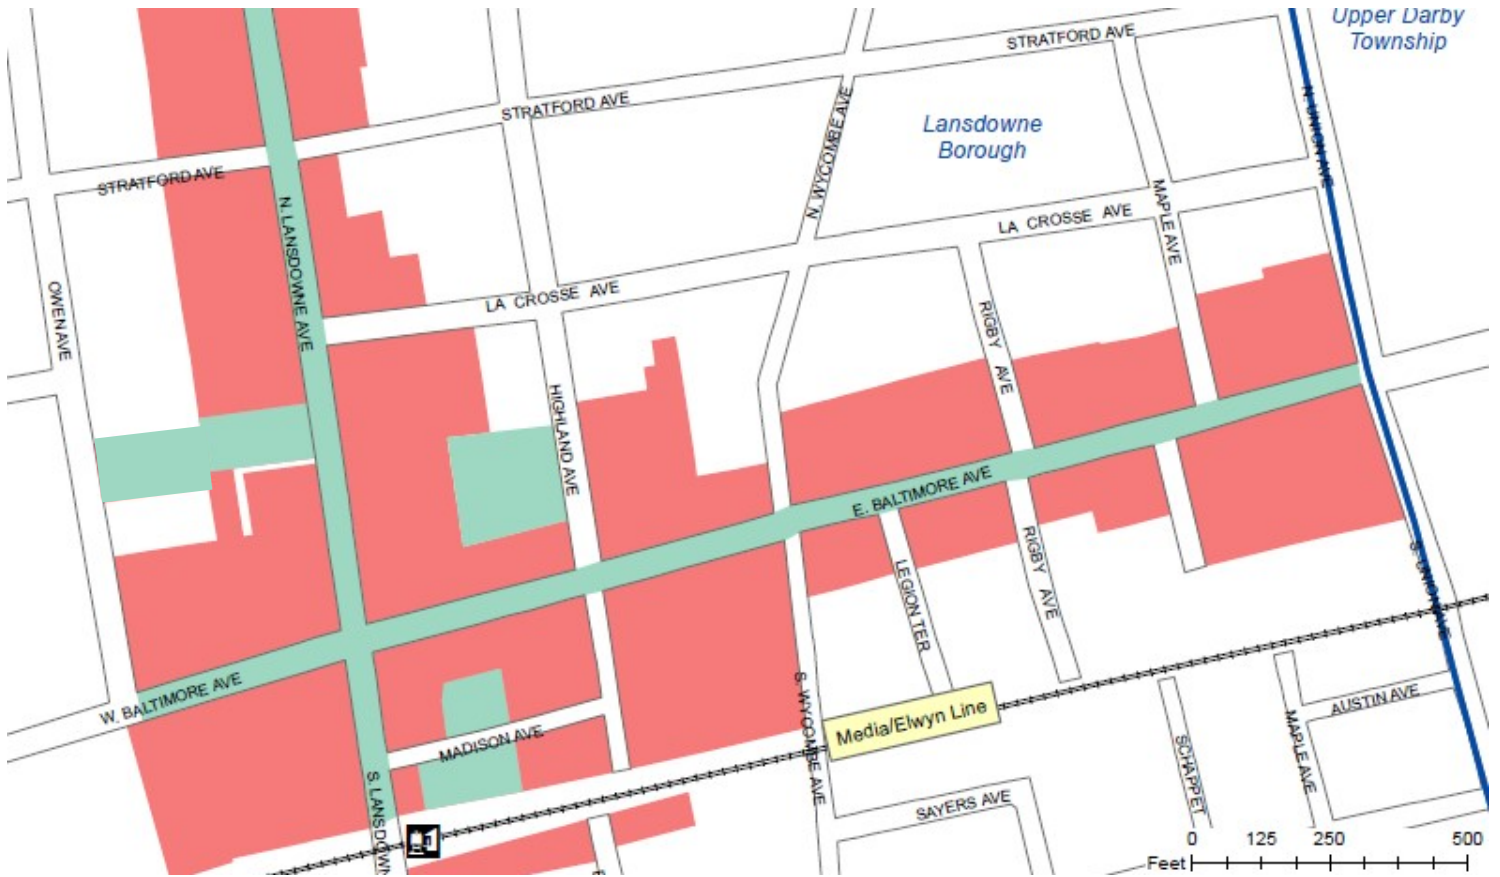 Upper Darby
Township
STRATFORD AVE
STRATFORD AVE
STRATFORD AVE
N. UNION AVE
N. WYCOMBE AVE
Lansdowne
Borough
MAPLE AVE
LA CROSSE AVE
N. LANSDOWNE AVE
OWEN AVE
LA CROSSE AVE
RIGBY AVE
HIGHLAND AVE
E. BALTIMORE AVE
RIGBY AVE
LEGION TER
S. UNION AVE
W. BALTIMORE AVE
S. WYCOMBE AVE
Media/Elwyn Line
MADISON AVE
AUSTIN AVE
MAPLE AVE
SCHAPPET
S. LANSDOWN
SAYERS AVE
0 125 250 500
Feet